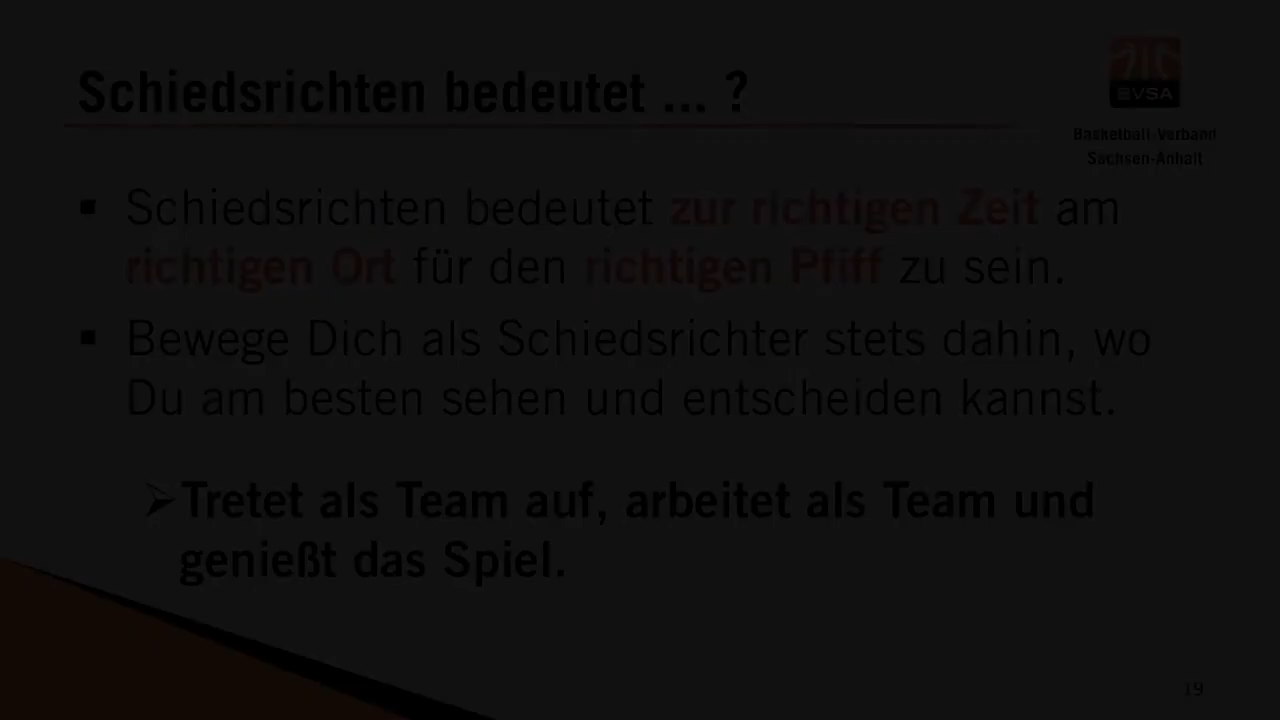 Schiedsrichten bedeutet ... ?
BVSA
Basketball-Verband
Sachsen-Anhalt
▪ Schiedsrichten bedeutet zur richtigen Zeit am
richtigen Ort für den richtigen Pfiff zu sein.
▪ Bewege Dich als Schiedsrichter stets dahin, wo
Du am besten sehen und entscheiden kannst.
➢ Tretet als Team auf, arbeitet als Team und
genießt das Spiel.
19